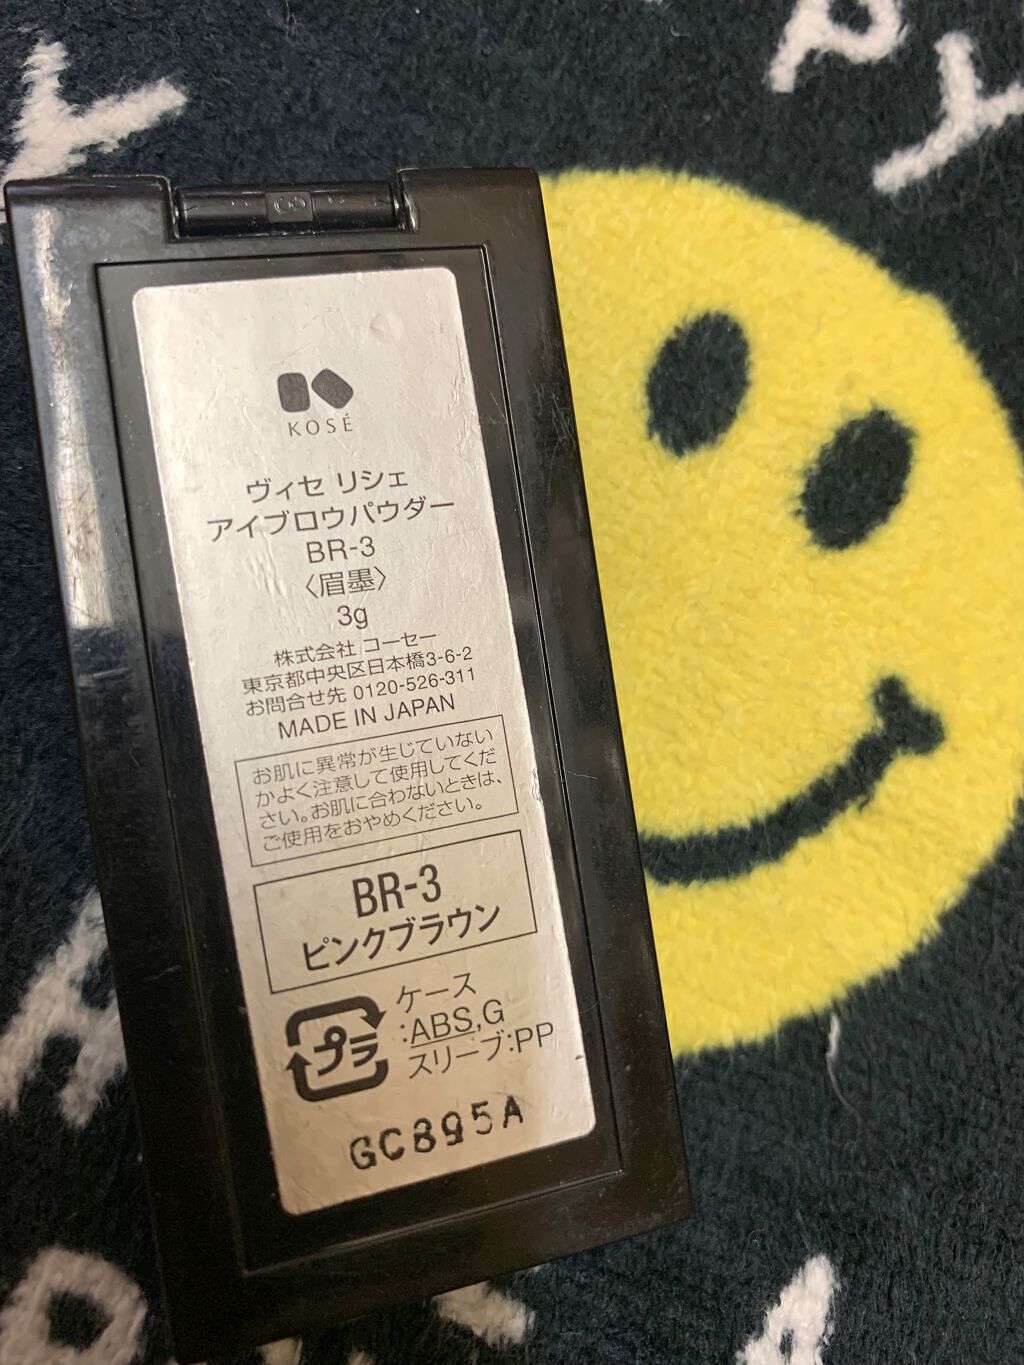 PY
Y
KOSÉ
ヴィセ リシェ
アイブロウパウダー
BR-3
〈眉墨〉
3g
株式会社 コーセー
東京都中央区日本橋3-6-2
お問合せ先 0120-526-311
MADE IN JAPAN
お肌に異常が生じていない
かよく注意して使用してくだ
さい。お肌に合わないときは、
ご使用をおやめください。
BR-3
ピンクブラウン
プラ
ケース
:ABS,G
スリーブ:PP
GC895A